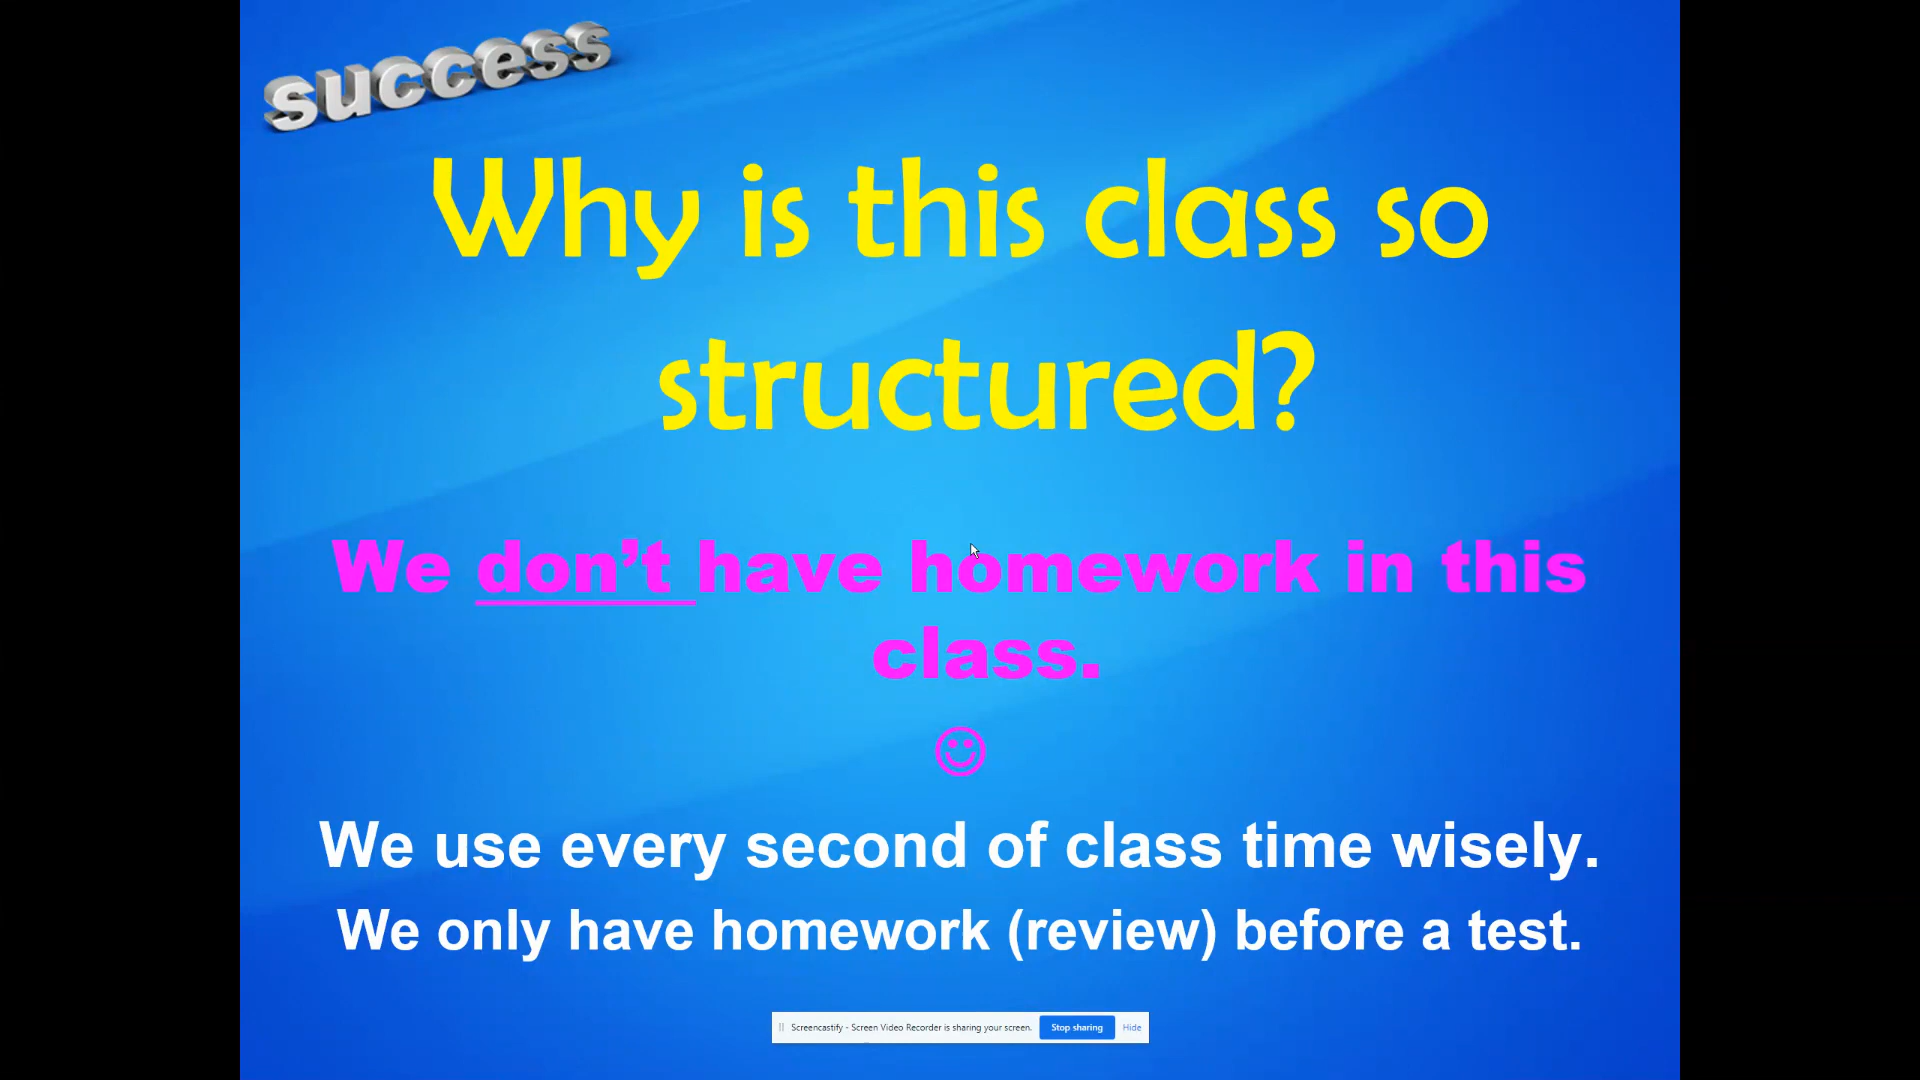 success
Why is this class so
structured?
We don’t have homework in this
class.
☺
We use every second of class time wisely.
We only have homework (review) before a test.
Screencastify - Screen Video Recorder is sharing your screen. Stop sharing Hide